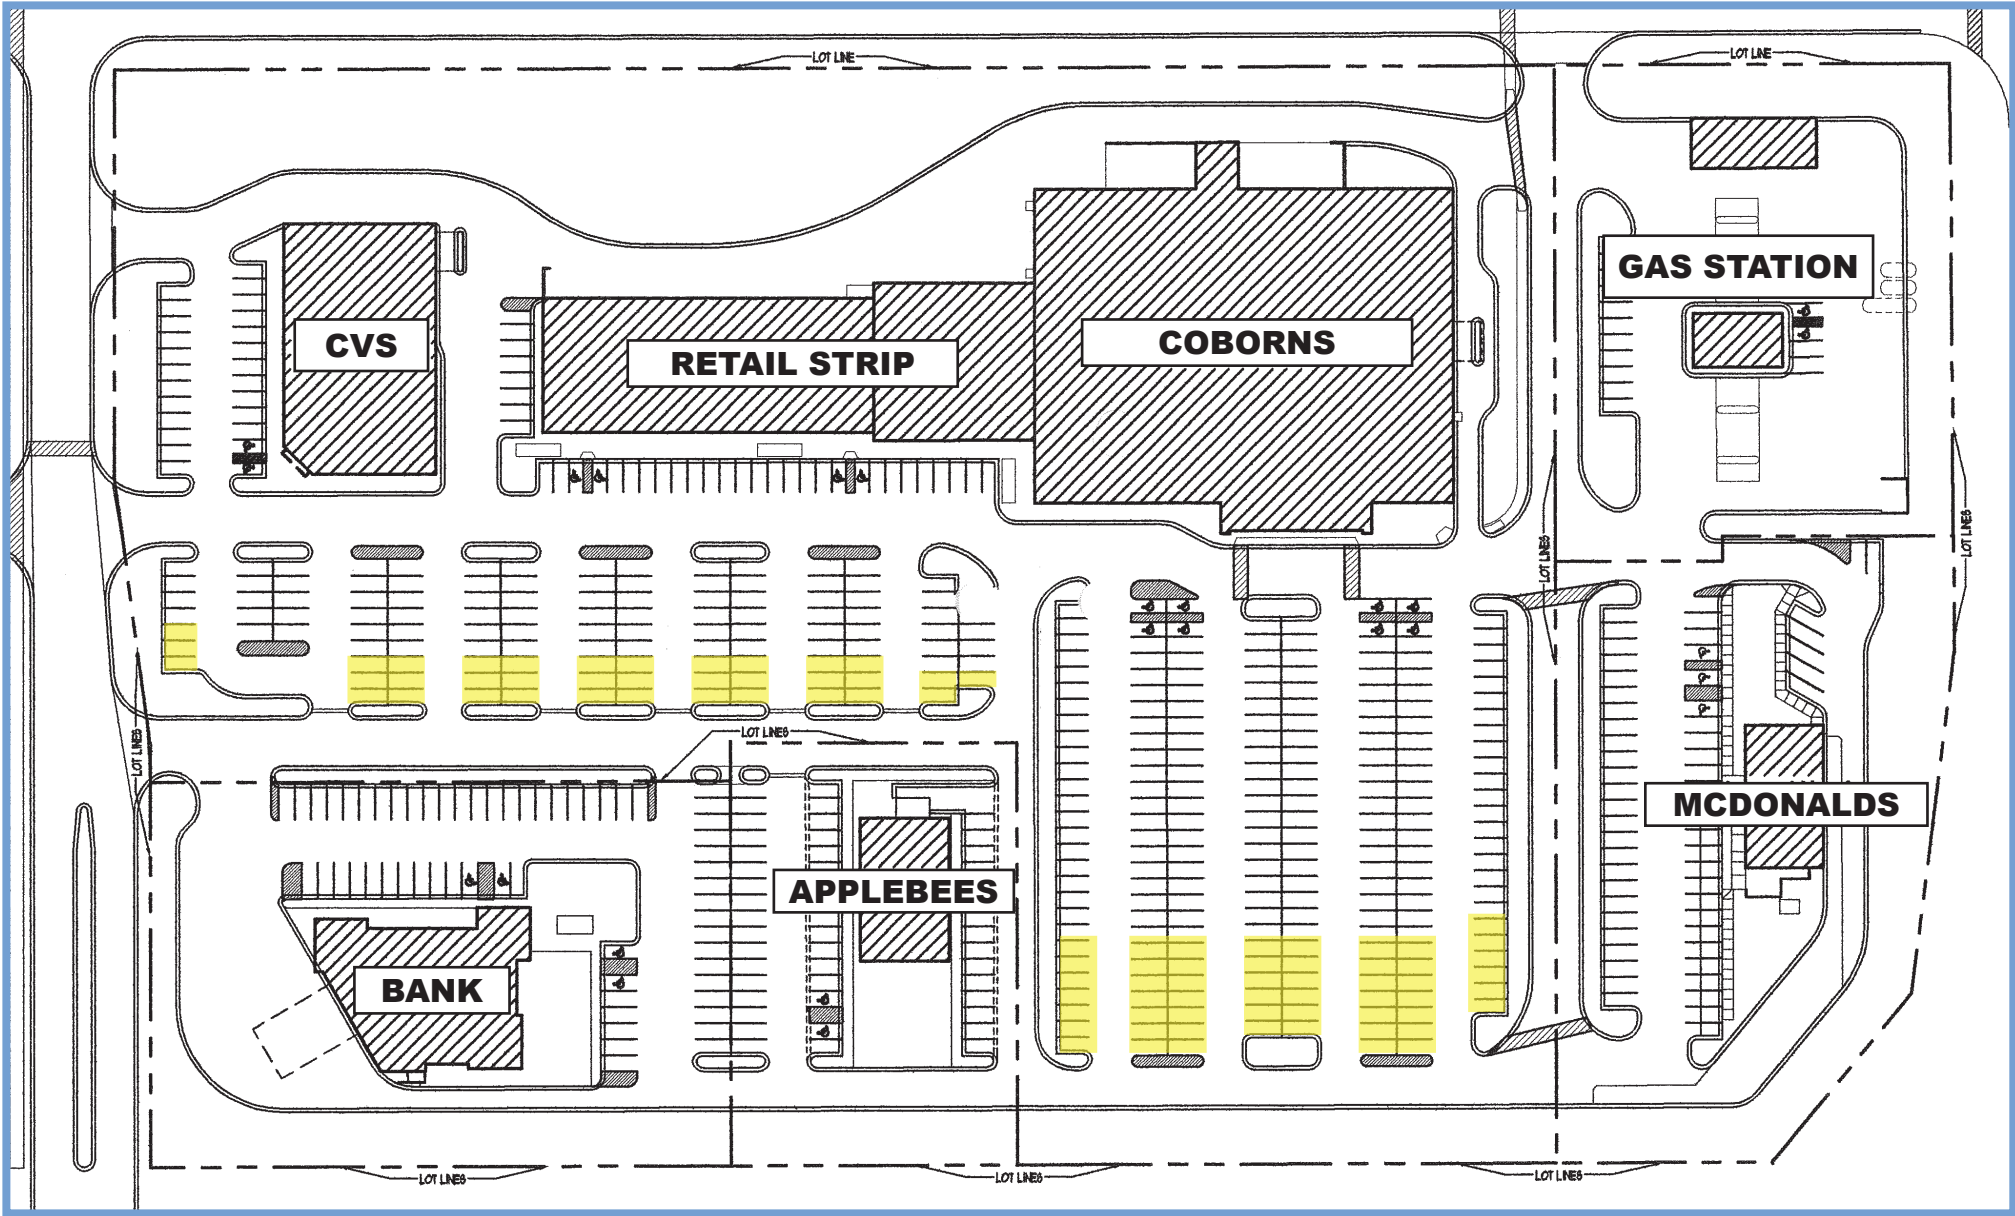 LOT LINE
LOT LINE
GAS STATION
CVS
RETAIL STRIP
COBORNS
LOT LINES
LOT LINES
LOT LINES
LOT LINES
MCDONALDS
APPLEBEES
BANK
LOT LINES
LOT LINES
LOT LINES